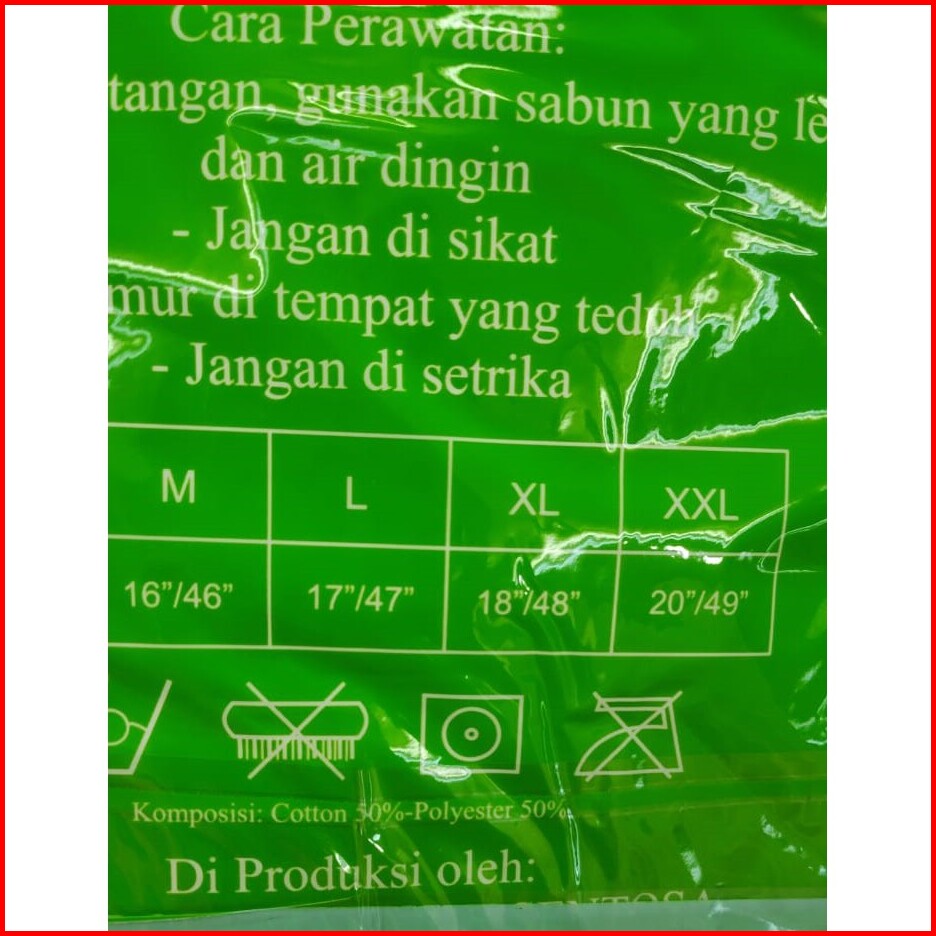 Cara Perawatan:
tangan, gunakan sabun yang
dan air dingin
- Jangan di sikat
di tempat yang teduh
- Jangan di setrika
M L XL XXL
16”/46” 17”/47” 18”/48” 20”/49”
Komposisi: Cotton 50%-Polyester 50%
Di Produksi oleh: